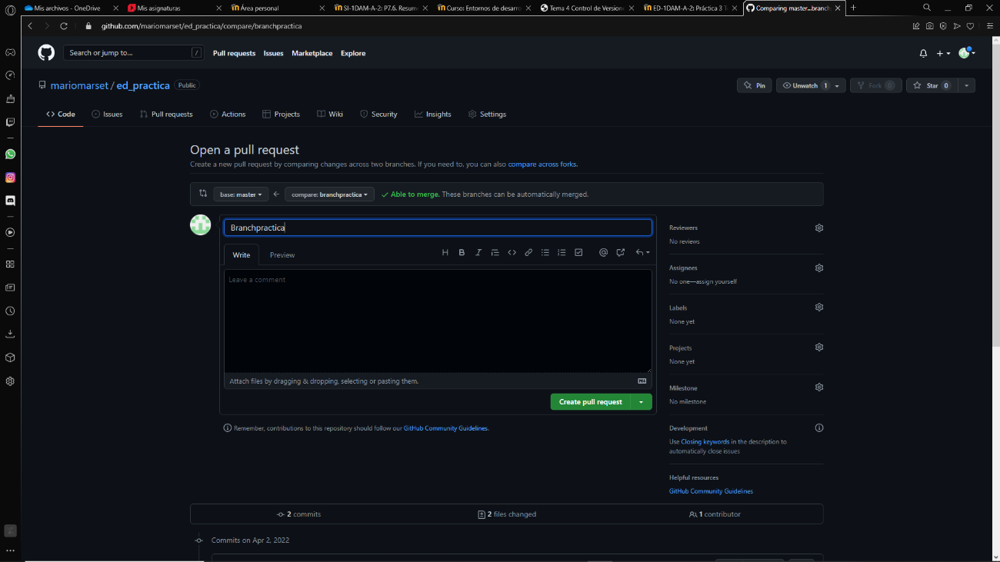 Mis archivos - OneDrive
Mis asignaturas
Área personal
SI-1DAM-A-2: P7.6. Resum
Curso: Entornos de desarro
Tema 4 Control de Version
ED-1DAM-A-2: Práctica 3 T
Comparing master...branch
github.com/mariomarset/ed_practica/compare/branchpractica
Search or jump to... /
Pull requests Issues Marketplace Explore
mariomarset / ed_practica Public
Pin Unwatch 1 Fork 0 Star 0
Code Issues Pull requests Actions Projects Wiki Security Insights Settings
Open a pull request
Create a new pull request by comparing changes across two branches. If you need to, you can also compare across forks.
base: master compare: branchpractica Able to merge. These branches can be automatically merged.
Branchpractica
Write Preview
Leave a comment
Attach files by dragging & dropping, selecting or pasting them.
Create pull request
Remember, contributions to this repository should follow our GitHub Community Guidelines.
Reviewers
No reviews
Assignees
No one—assign yourself
Labels
None yet
Projects
None yet
Milestone
No milestone
Development
Use Closing keywords in the description to
automatically close issues
Helpful resources
GitHub Community Guidelines
2 commits 2 files changed 1 contributor
Commits on Apr 2, 2022